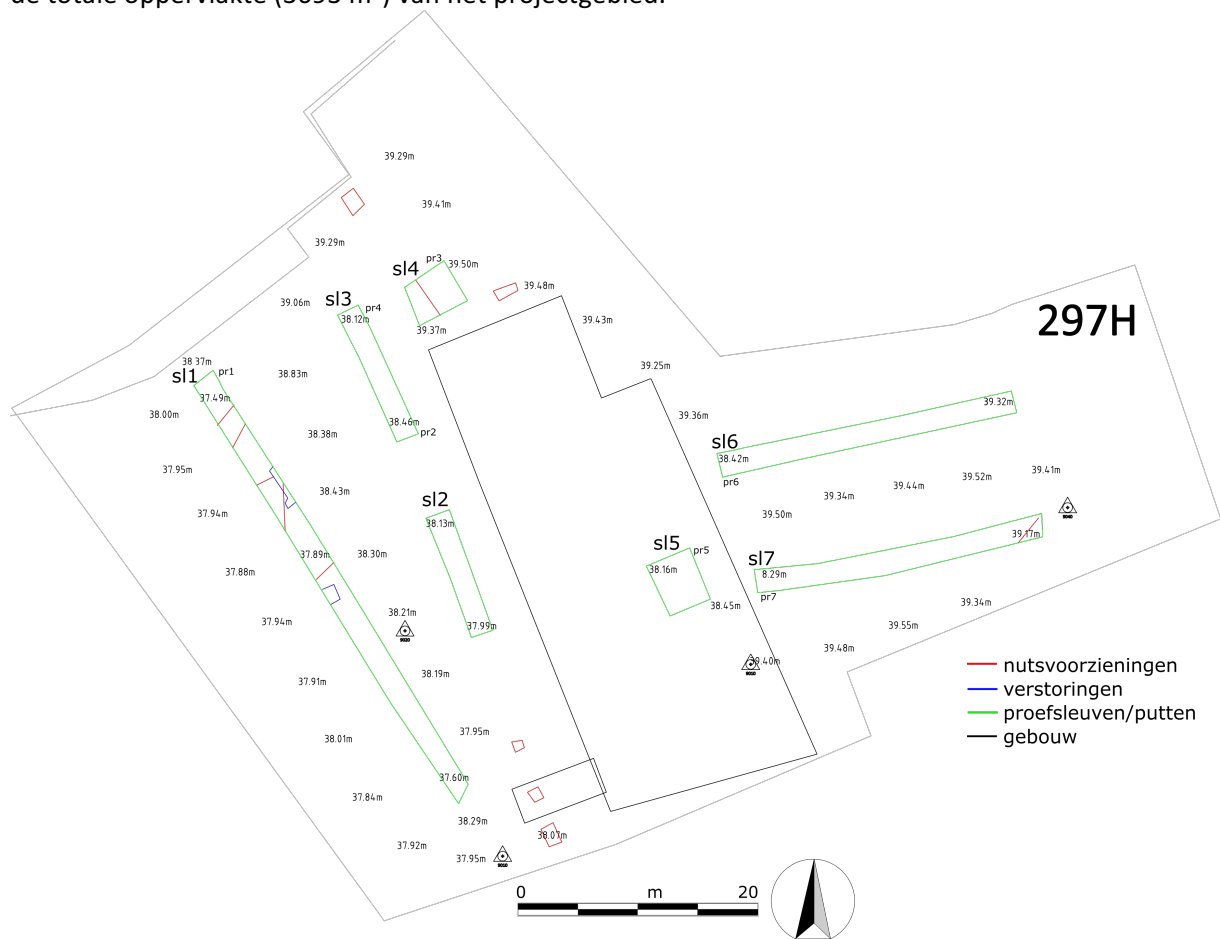 de totale oppervlakte (3695 m²) van het projectgebied.
39.29m
39.41m
39.29m
pr3
39.50m
sl4
39.48m
39.06m
sl3
pr4
38.12m
39.43m
39.37m
297H
38.37m
pr1
sl1
38.83m
39.25m
37.49m
38.00m
39.32m
39.36m
38.46m
pr2
38.38m
sl6
38.42m
37.95m
39.41m
39.52m
pr6
38.43m
39.44m
39.34m
sl2
37.94m
38.13m
39.50m
9040
39.17m
37.89m
38.30m
sl5
pr5
37.88m
38.16m
sl7
8.29m
pr7
38.45m
39.34m
38.21m
37.94m
37.99m
39.55m
9020
39.48m
39.40m
9010
38.19m
37.91m
nutsvoorzieningen
verstoringen
proefsleuven/putten
gebouw
37.95m
38.01m
37.60m
37.84m
38.29m
38.07m
37.92m
37.95m
9010
0 m 20